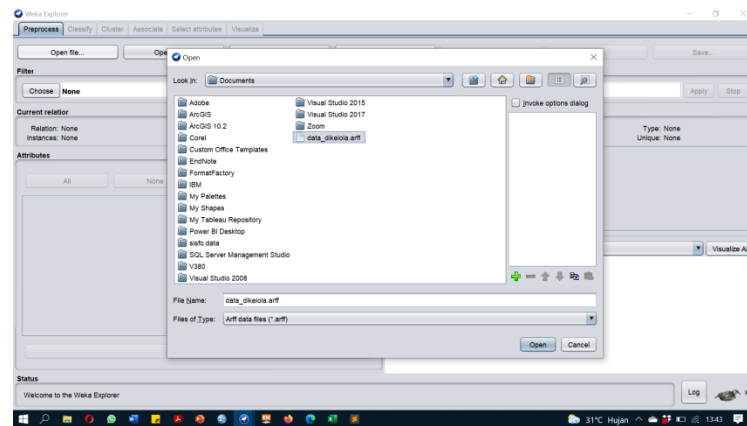 Weka Explorer
Preprocess Classify Cluster Associate Select attributes Visualize
Open file... Ope Save...
Open
Filter
Look In: Documents
Choose None Apply Stop
Adobe Visual Studio 2015 Invoke options dialog
ArcGIS Visual Studio 2017
ArcGIS 10.2 Zoom
Corel data_dikelola.arff
Custom Office Templates
EndNote
FormatFactory
IBM
My Palettes
My Shapes
My Tableau Repository
Power BI Desktop
sisfo data
SQL Server Management Studio
V380
Visual Studio 2008
Current relation
Relation: None Type: None
Instances: None Unique: None
Attributes
All None
Visualize Al
File Name: data_dikelola.arff
Files of Type: Arff data files (*.arff)
Open Cancel
Status
Welcome to the Weka Explorer Log x
31°C Hujan 13:43